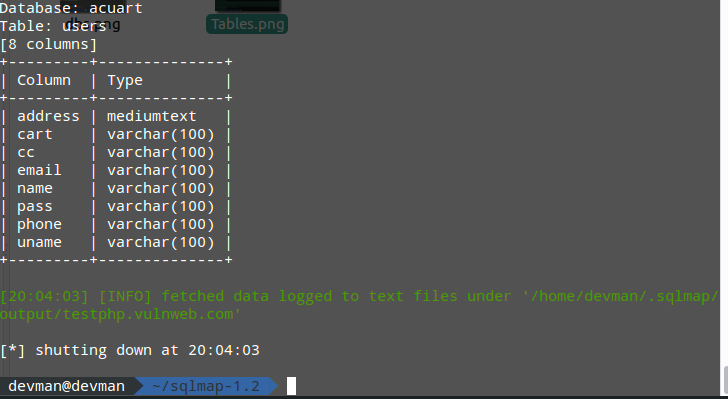 Database: acuart
Table: users
Tables.png
[8 columns]
+---------+--------------+
| Column  | Type         |
+---------+--------------+
| address | mediumtext   |
| cart    | varchar(100) |
| cc      | varchar(100) |
| email   | varchar(100) |
| name    | varchar(100) |
| pass    | varchar(100) |
| phone   | varchar(100) |
| uname   | varchar(100) |
+---------+--------------+
[20:04:03] [INFO] fetched data logged to text files under '/home/devman/.sqlmap/
output/testphp.vulnweb.com'
[*] shutting down at 20:04:03
devman@devman ~/sqlmap-1.2